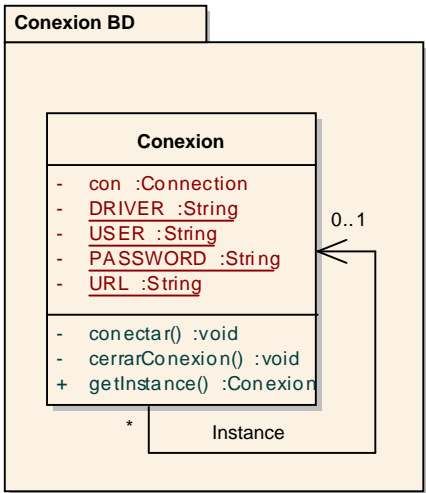 Conexion BD
Conexion
- con :Connection
- DRIVER :String
- USER :String
- PASSWORD :String
- URL :String
0..1
- conectar() :void
- cerrarConexion() :void
+ getInstance() :Conexion
*
Instance